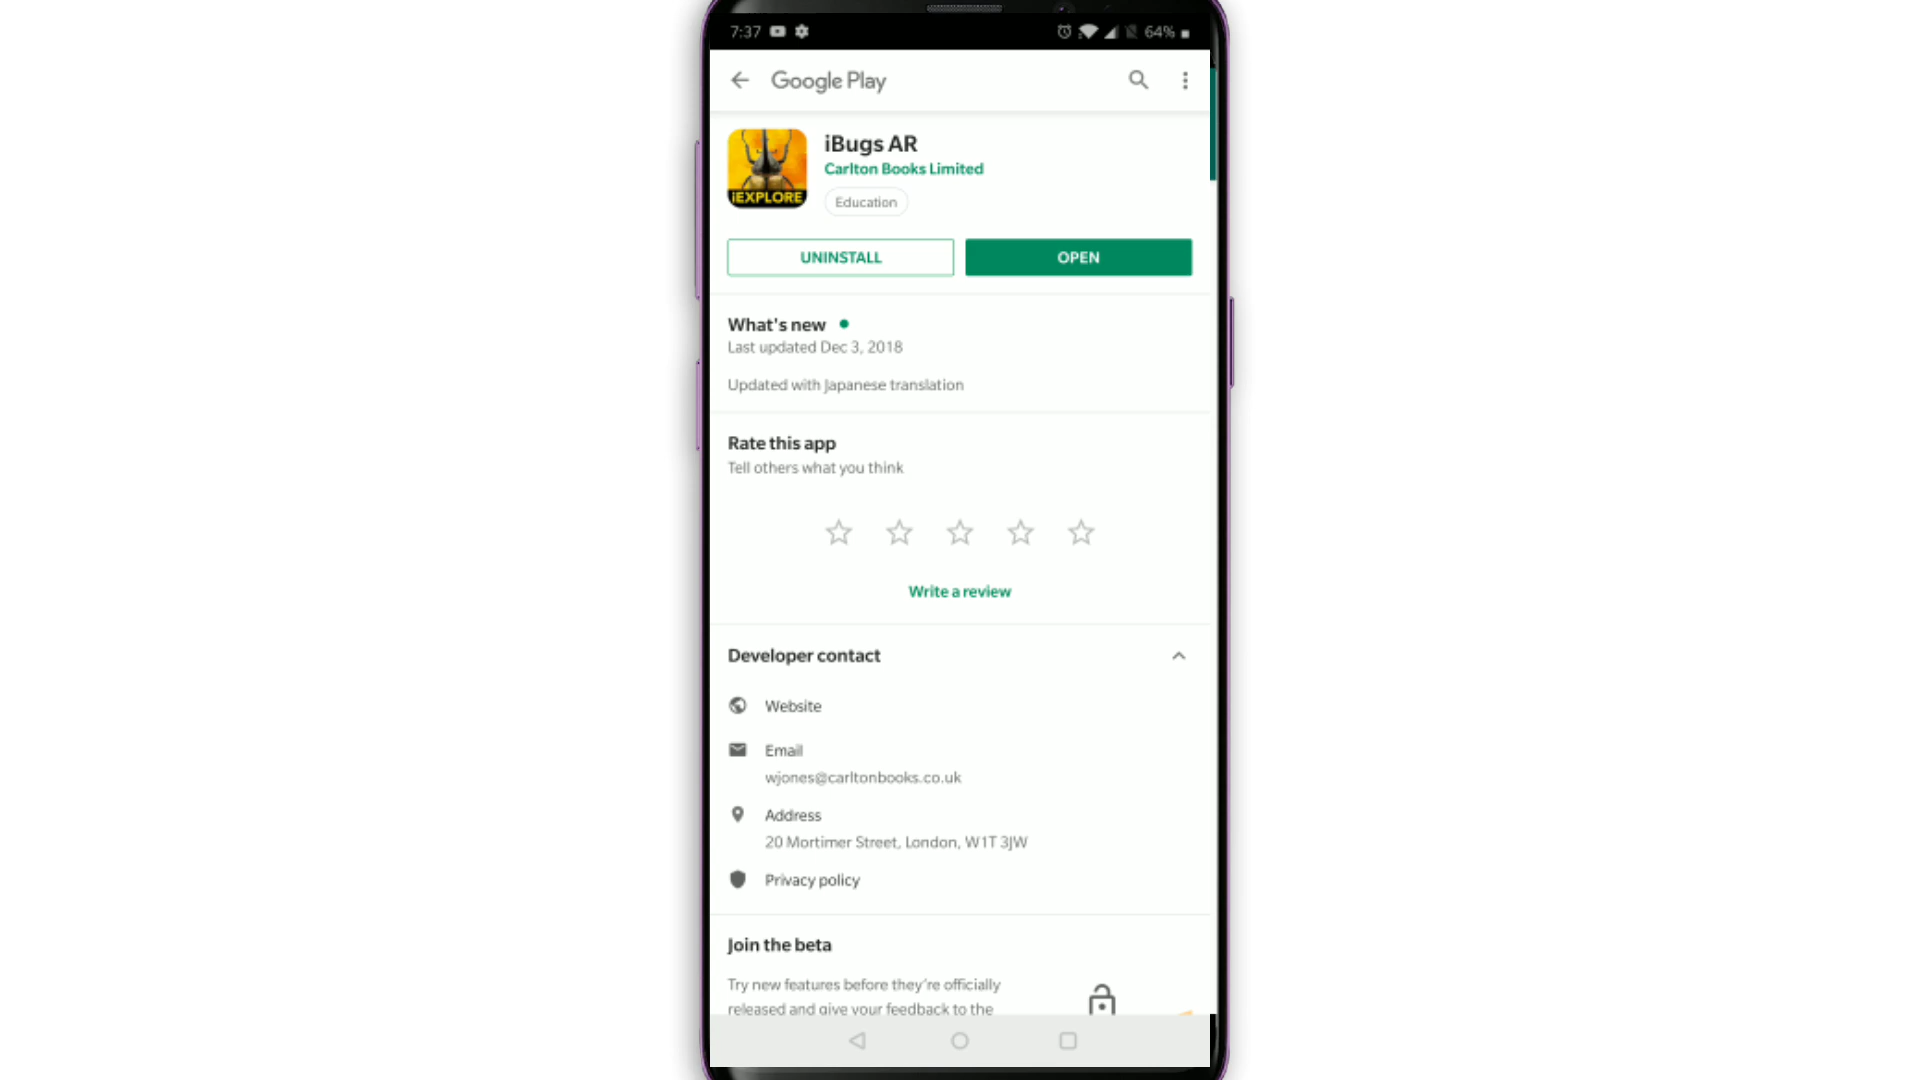 7:37
64%
Google Play
iBugs AR
iEXPLORE
Carlton Books Limited
Education
UNINSTALL
OPEN
What's new
Last updated Dec 3, 2018
Updated with Japanese translation
Rate this app
Tell others what you think
Write a review
Developer contact
Website
Email
wjones@carltonbooks.co.uk
Address
20 Mortimer Street, London, W1T 3JW
Privacy policy
Join the beta
Try new features before they're officially
released and give your feedback to the